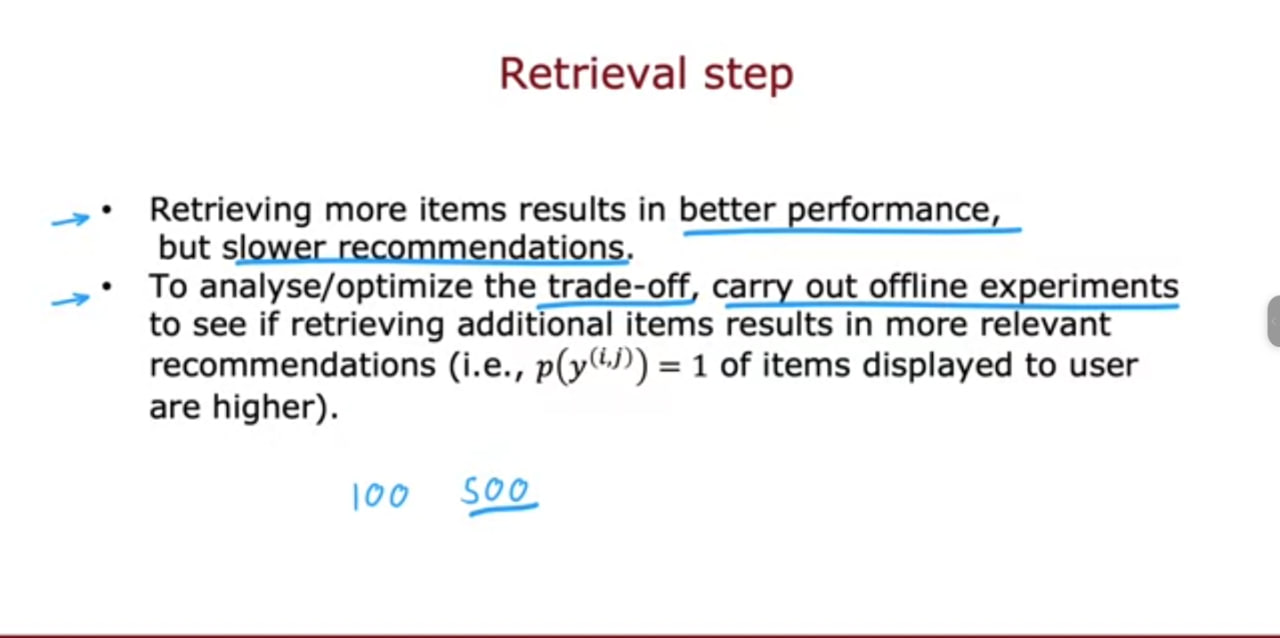 Retrieval step
• Retrieving more items results in better performance,
but slower recommendations.
• To analyse/optimize the trade-off, carry out offline experiments
to see if retrieving additional items results in more relevant
recommendations (i.e., p(y^(i,j)) = 1 of items displayed to user
are higher).
100 500